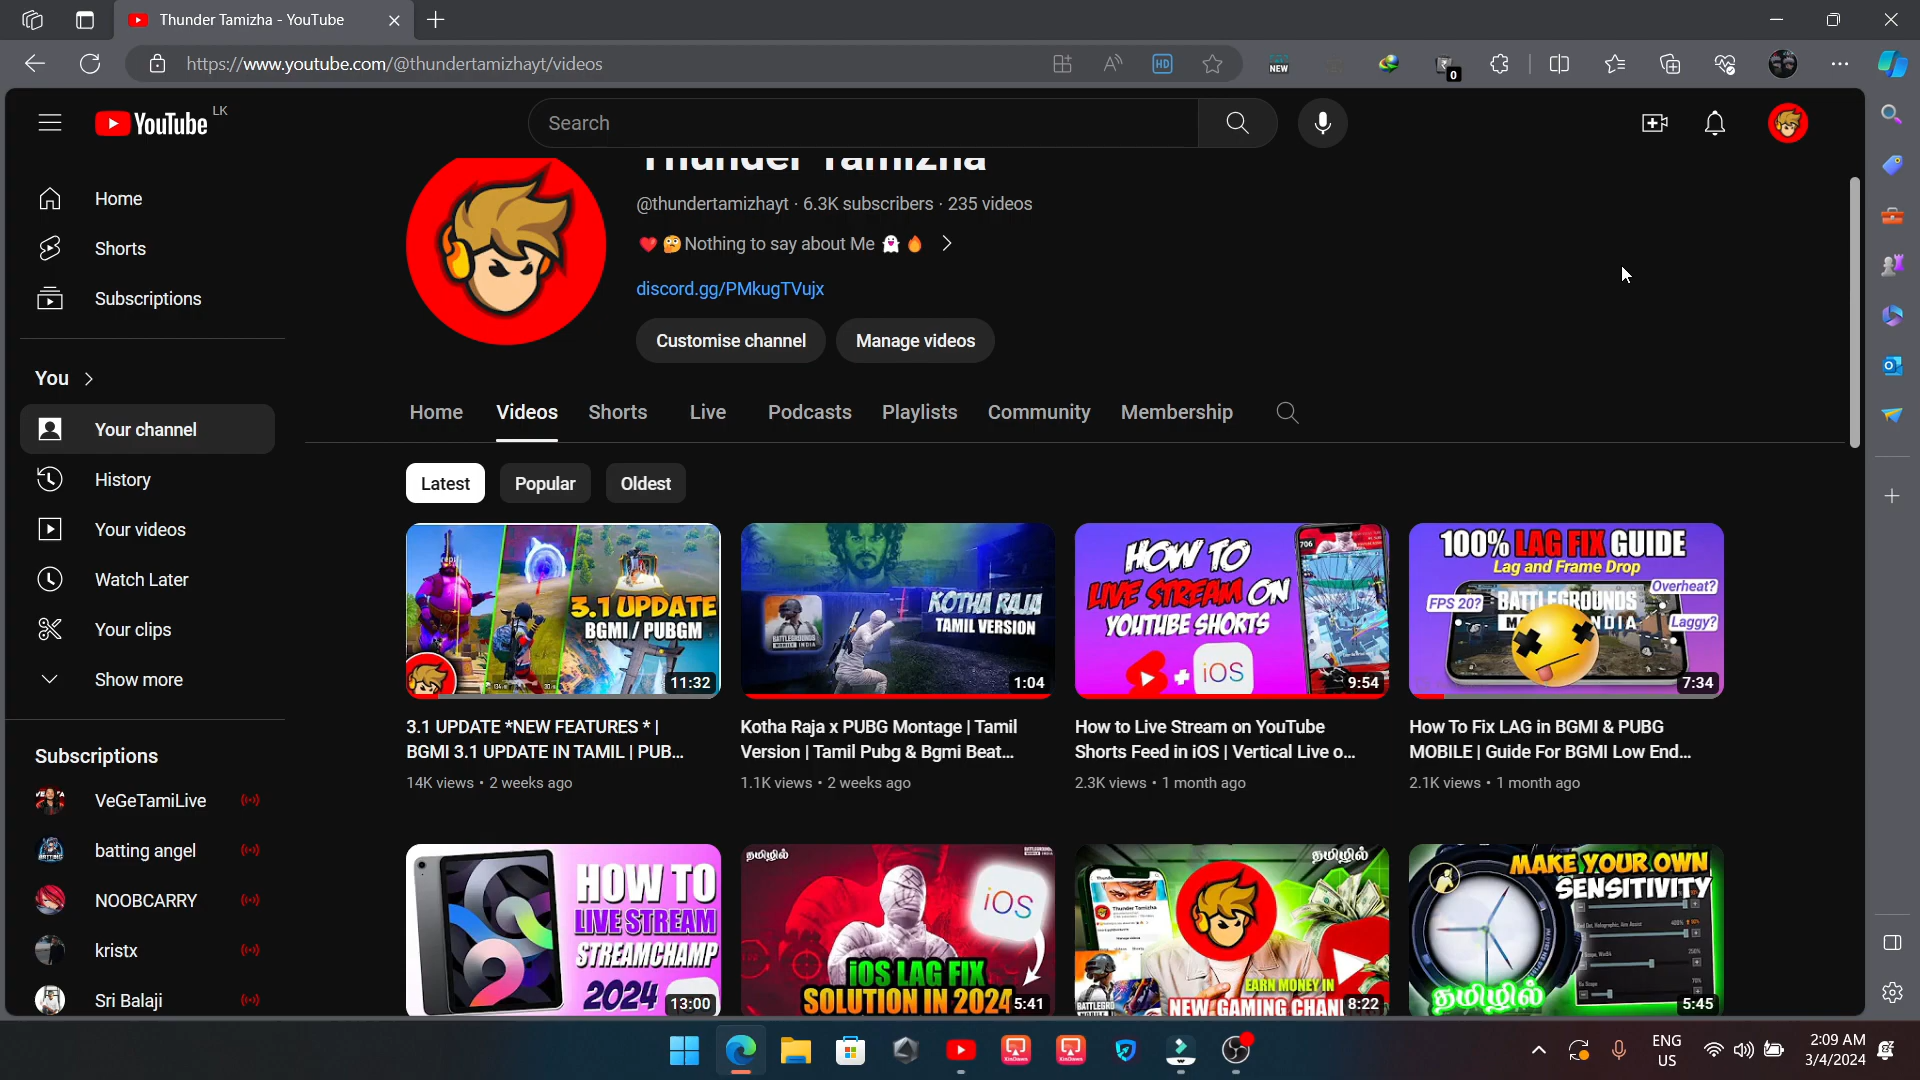 Thunder Tamizha - YouTube
https://www.youtube.com/@thundertamizhayt/videos
HD
NEW
0
YouTube LK
Search
Thunder Tamizha
@thundertamizhayt · 6.3K subscribers · 235 videos
❤️🤔Nothing to say about Me 👻🔥
discord.gg/PMkugTVujx
Customise channel
Manage videos
Home
Shorts
Subscriptions
You
Your channel
History
Your videos
Watch Later
Your clips
Show more
Subscriptions
VeGeTamiLive
batting angel
NOOBCARRY
kristx
Sri Balaji
Home Videos Shorts Live Podcasts Playlists Community Membership
Latest Popular Oldest
3.1 UPDATE
BGMI / PUBGM
11:32
3.1 UPDATE *NEW FEATURES * |
BGMI 3.1 UPDATE IN TAMIL | PUB...
14K views • 2 weeks ago
KOTHA RAJA
TAMIL VERSION
1:04
Kotha Raja x PUBG Montage | Tamil
Version | Tamil Pubg & Bgmi Beat...
1.1K views • 2 weeks ago
HOW TO
LIVE STREAM ON
YOUTUBE SHORTS
iOS
706
9:54
How to Live Stream on YouTube
Shorts Feed in iOS | Vertical Live o...
2.3K views • 1 month ago
100% LAG FIX GUIDE
Lag and Frame Drop
Overheat?
FPS 20?
BATTLEGROUNDS
Laggy?
7:34
How To Fix LAG in BGMI & PUBG
MOBILE | Guide For BGMI Low End...
2.1K views • 1 month ago
HOW TO
LIVE STREAM
STREAMCHAMP
2024
13:00
தமிழில்
iOS
iOS LAG FIX
SOLUTION IN 2024
5:41
தமிழில்
Thunder Tamizha
EARN MONEY IN
NEW GAMING CHAN
8:22
MAKE YOUR OWN
SENSITIVITY
தமிழில்
5:45
ENG
US
2:09 AM
3/4/2024